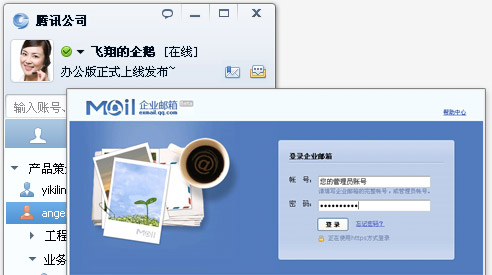 腾讯公司
飞翔的企鹅 [在线]
办公版正式上线发布~
输入账号、
产品策
yikilin
ange
工程
业务
Mail 企业邮箱 Beta
exmail.qq.com
帮助中心
登录企业邮箱
帐 号： 您的管理员账号
请填写企业邮箱的完整帐号，或管理员帐号。
密 码： ••••••••••
登 录 忘记密码?
正在使用https方式登录
Mail